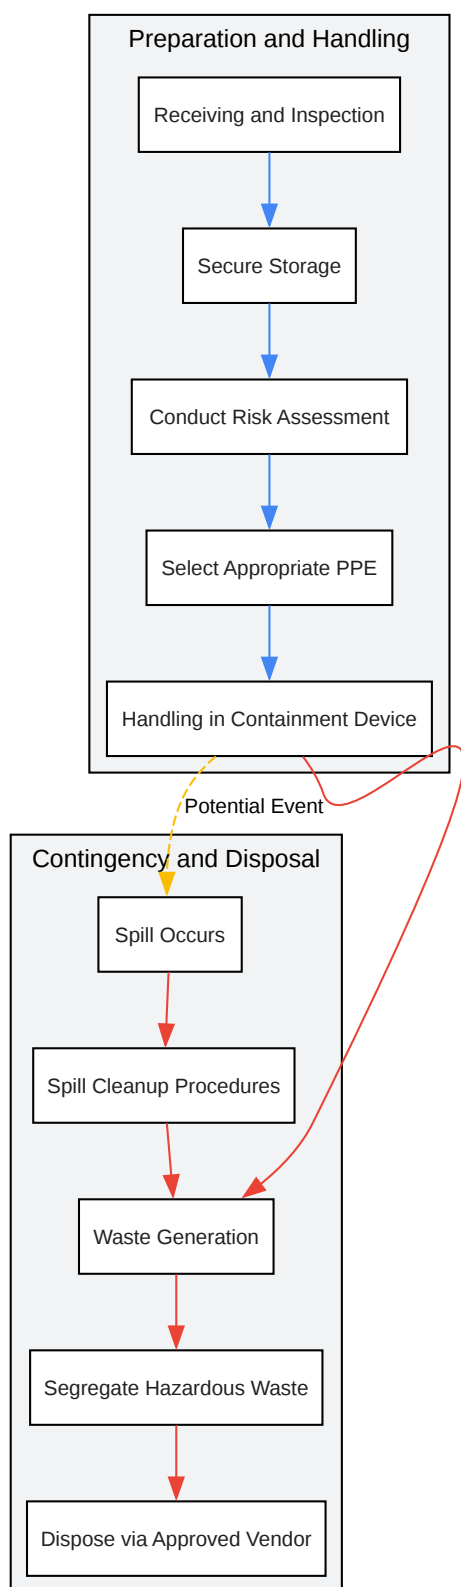 Preparation and Handling
Receiving and Inspection
Secure Storage
Conduct Risk Assessment
Select Appropriate PPE
Handling in Containment Device
Potential Event
Contingency and Disposal
Spill Occurs
Spill Cleanup Procedures
Waste Generation
Segregate Hazardous Waste
Dispose via Approved Vendor